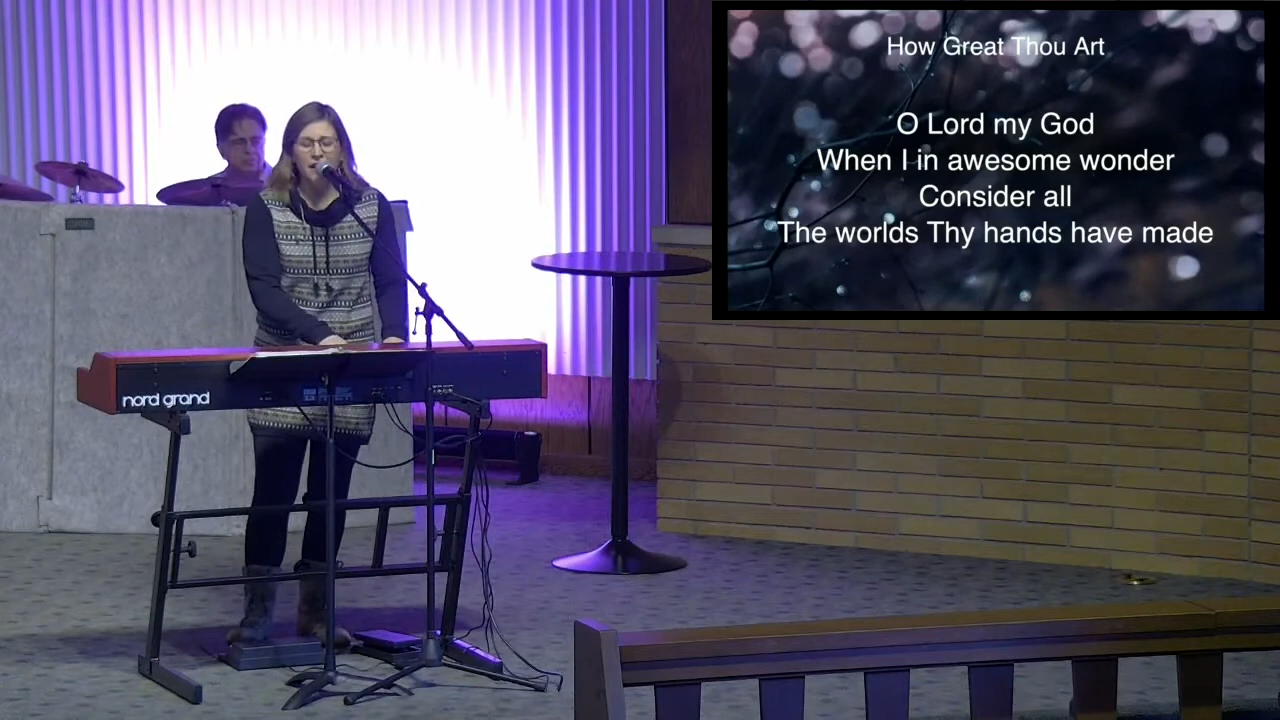 How Great Thou Art
O Lord my God
When I in awesome wonder
Consider all
The worlds Thy hands have made
nord grand